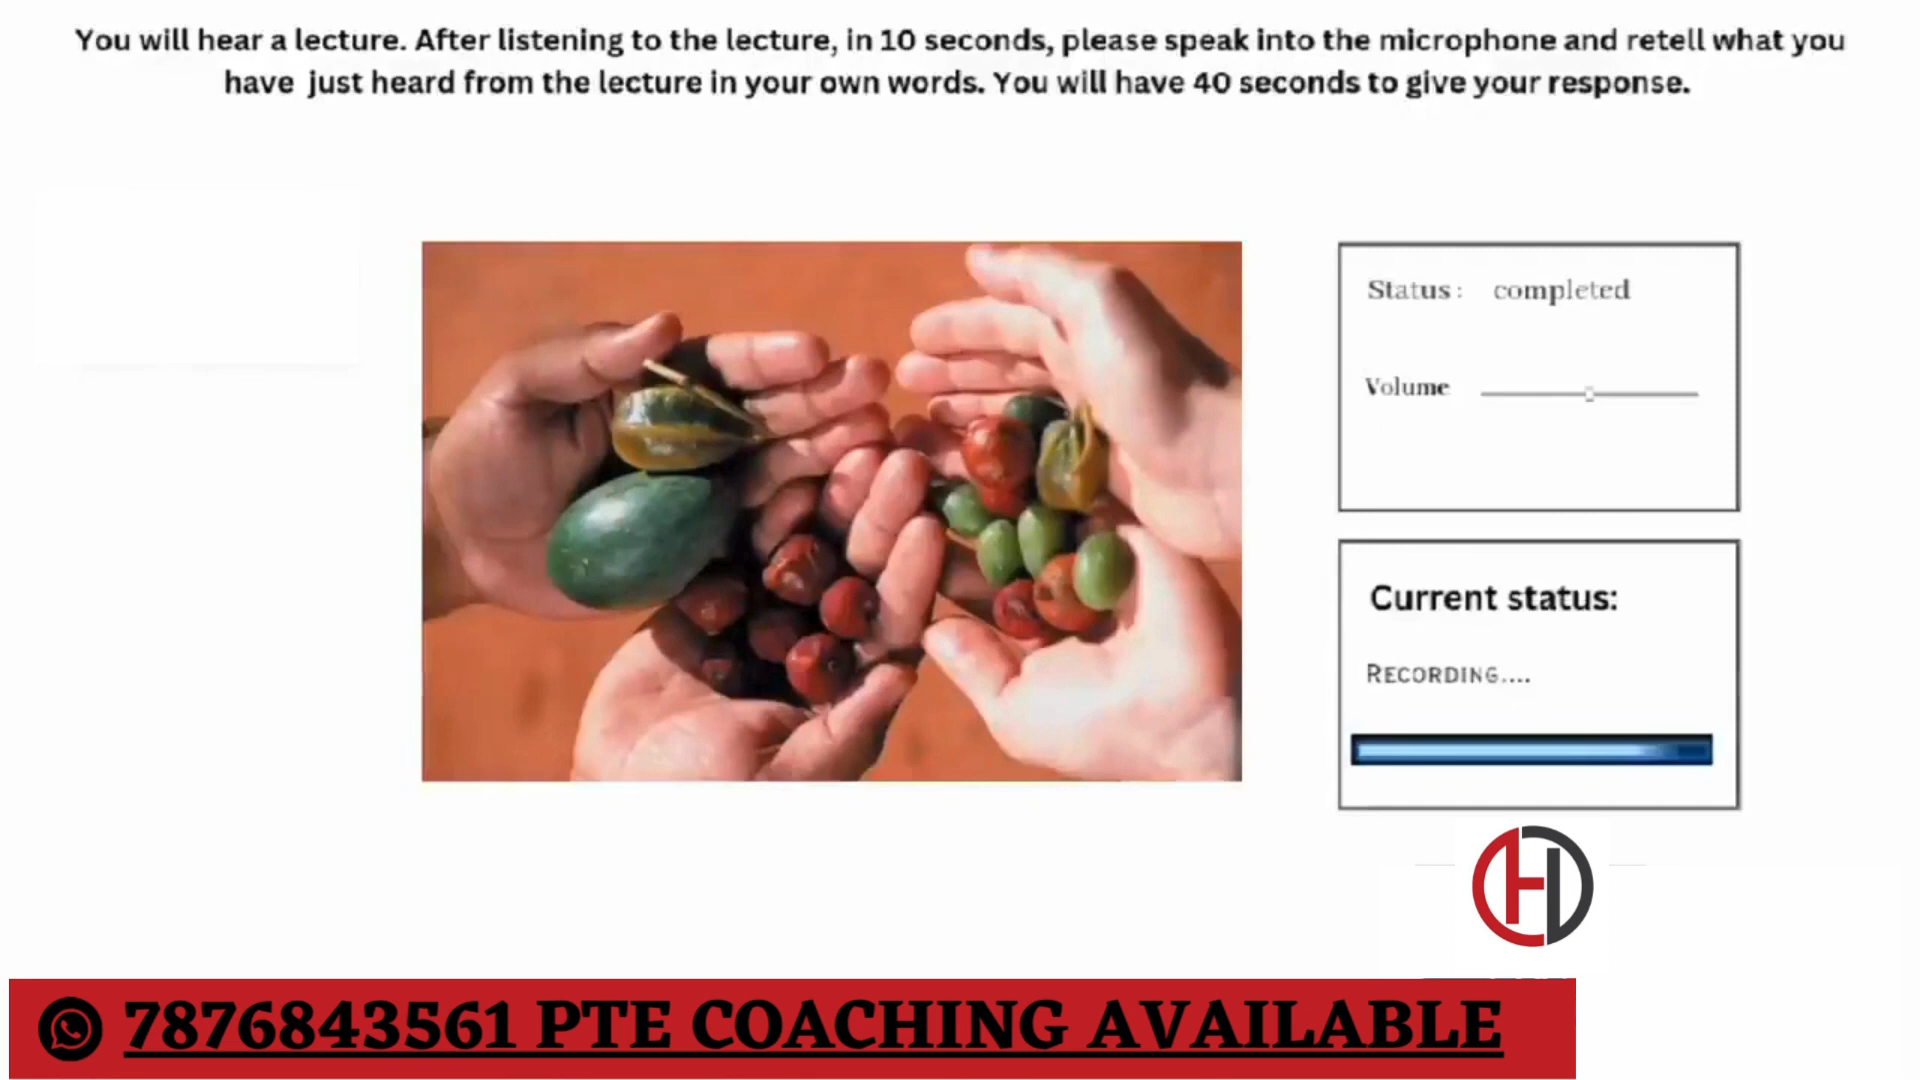 You will hear a lecture. After listening to the lecture, in 10 seconds, please speak into the microphone and retell what you
have just heard from the lecture in your own words. You will have 40 seconds to give your response.
Status: completed
Volume
Current status:
RECORDING....
7876843561 PTE COACHING AVAILABLE